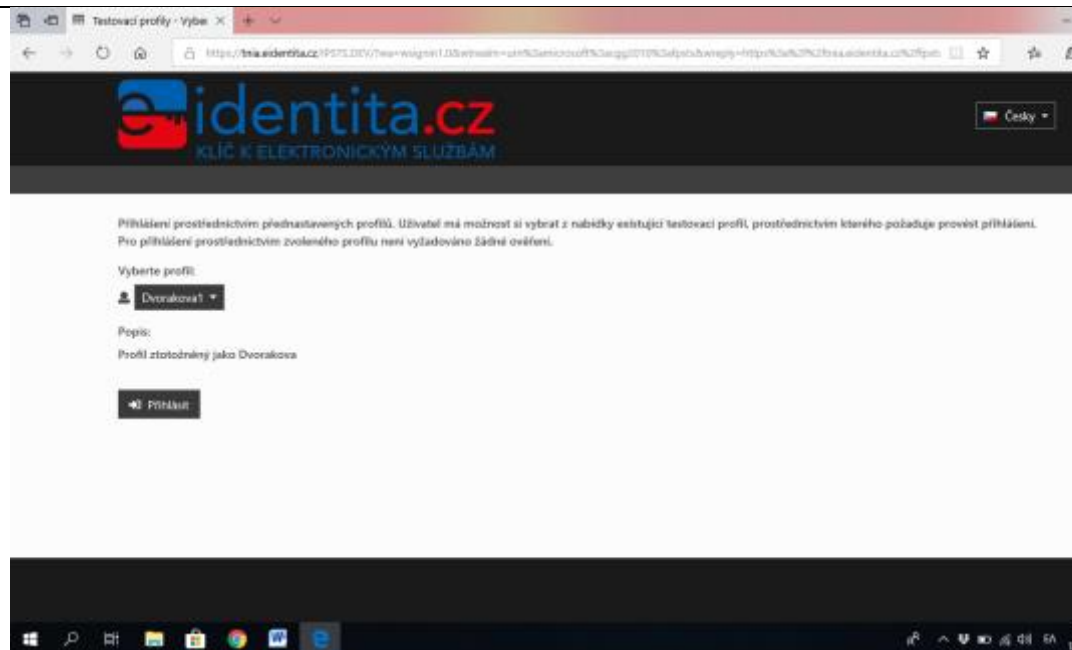 Testovací profily - Vyber
identita.cz
KLÍČ K ELEKTRONICKÝM SLUŽBÁM
Česky
Přihlášení prostřednictvím přednastavených profilů. Uživatel má možnost si vybrat z nabídky existující testovací profil, prostřednictvím kterého požaduje provést přihlášení.
Pro přihlášení prostřednictvím zvoleného profilu není vyžadováno žádné ověření.
Vyberte profil:
Dvorakova1
Popis:
Profil ztotožněný jako Dvorakova
Přihlásit